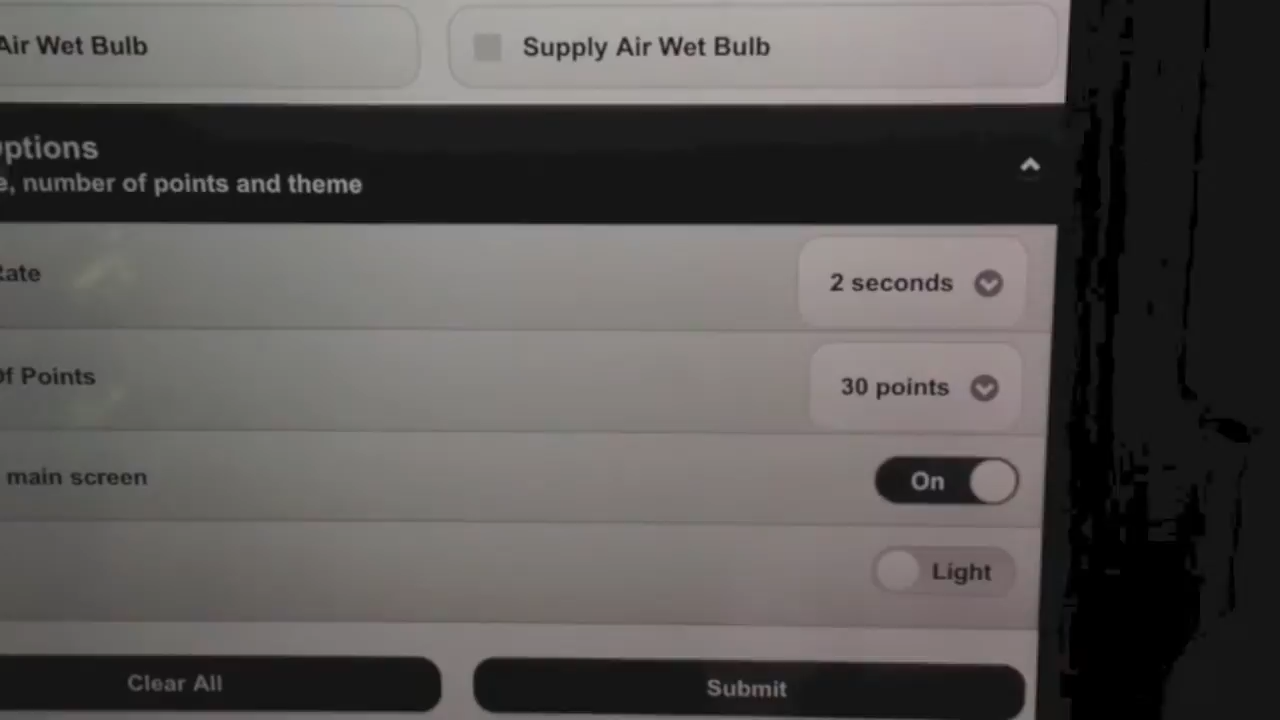 Air Wet Bulb
Supply Air Wet Bulb
ptions
e, number of points and theme
Rate
2 seconds
Of Points
30 points
main screen
On
Light
Clear All
Submit